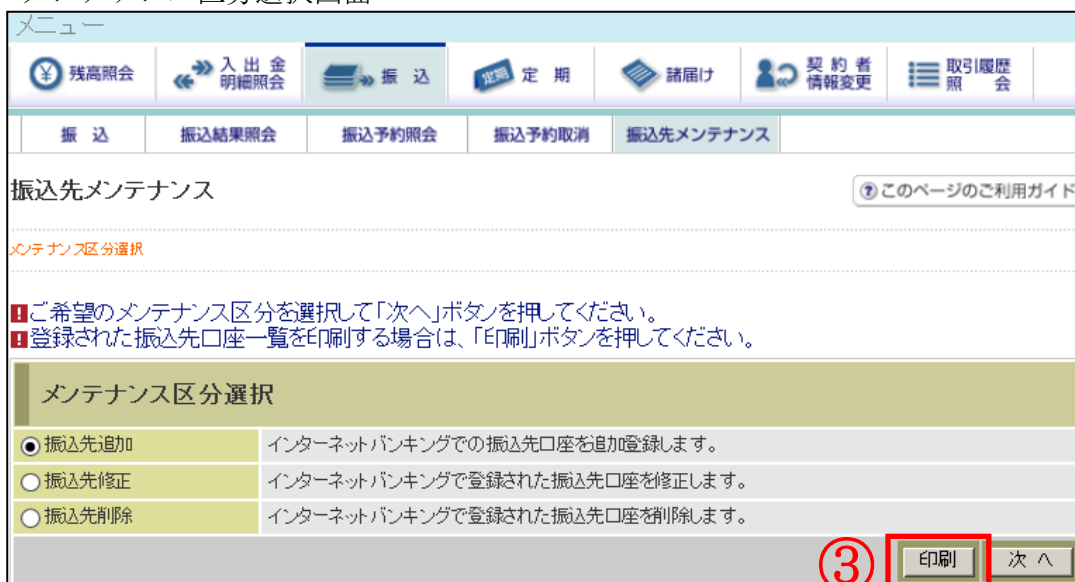 メニュー
残高照会 入出金明細照会 振込 定期 定期 諸届け 契約者情報変更 取引履歴照会
振込 振込結果照会 振込予約照会 振込予約取消 振込先メンテナンス
振込先メンテナンス
? このページのご利用ガイド
メンテナンス区分選択
!ご希望のメンテナンス区分を選択して「次へ」ボタンを押してください。
!登録された振込先口座一覧を印刷する場合は、「印刷」ボタンを押してください。
メンテナンス区分選択
振込先追加 インターネットバンキングでの振込先口座を追加登録します。
振込先修正 インターネットバンキングで登録された振込先口座を修正します。
振込先削除 インターネットバンキングで登録された振込先口座を削除します。
③ 印刷 次へ